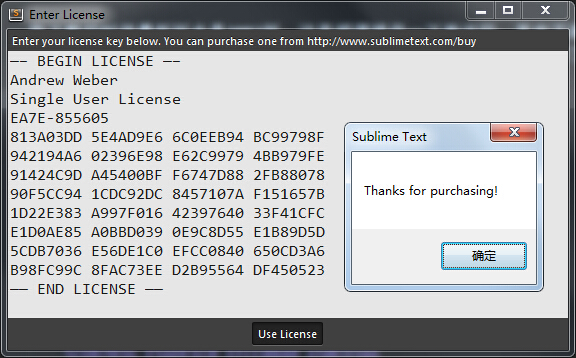 Enter License
Enter your license key below. You can purchase one from http://www.sublimetext.com/buy
–– BEGIN LICENSE ––
Andrew Weber
Single User License
EA7E-855605
813A03DD 5E4AD9E6 6C0EEB94 BC99798F
942194A6 02396E98 E62C9979 4BB979FE
91424C9D A45400BF F6747D88 2FB88078
90F5CC94 1CDC92DC 8457107A F151657B
1D22E383 A997F016 42397640 33F41CFC
E1D0AE85 A0BBD039 0E9C8D55 E1B89D5D
5CDB7036 E56DE1C0 EFCC0840 650CD3A6
B98FC99C 8FAC73EE D2B95564 DF450523
–– END LICENSE ––
Sublime Text
Thanks for purchasing!
确定
Use License